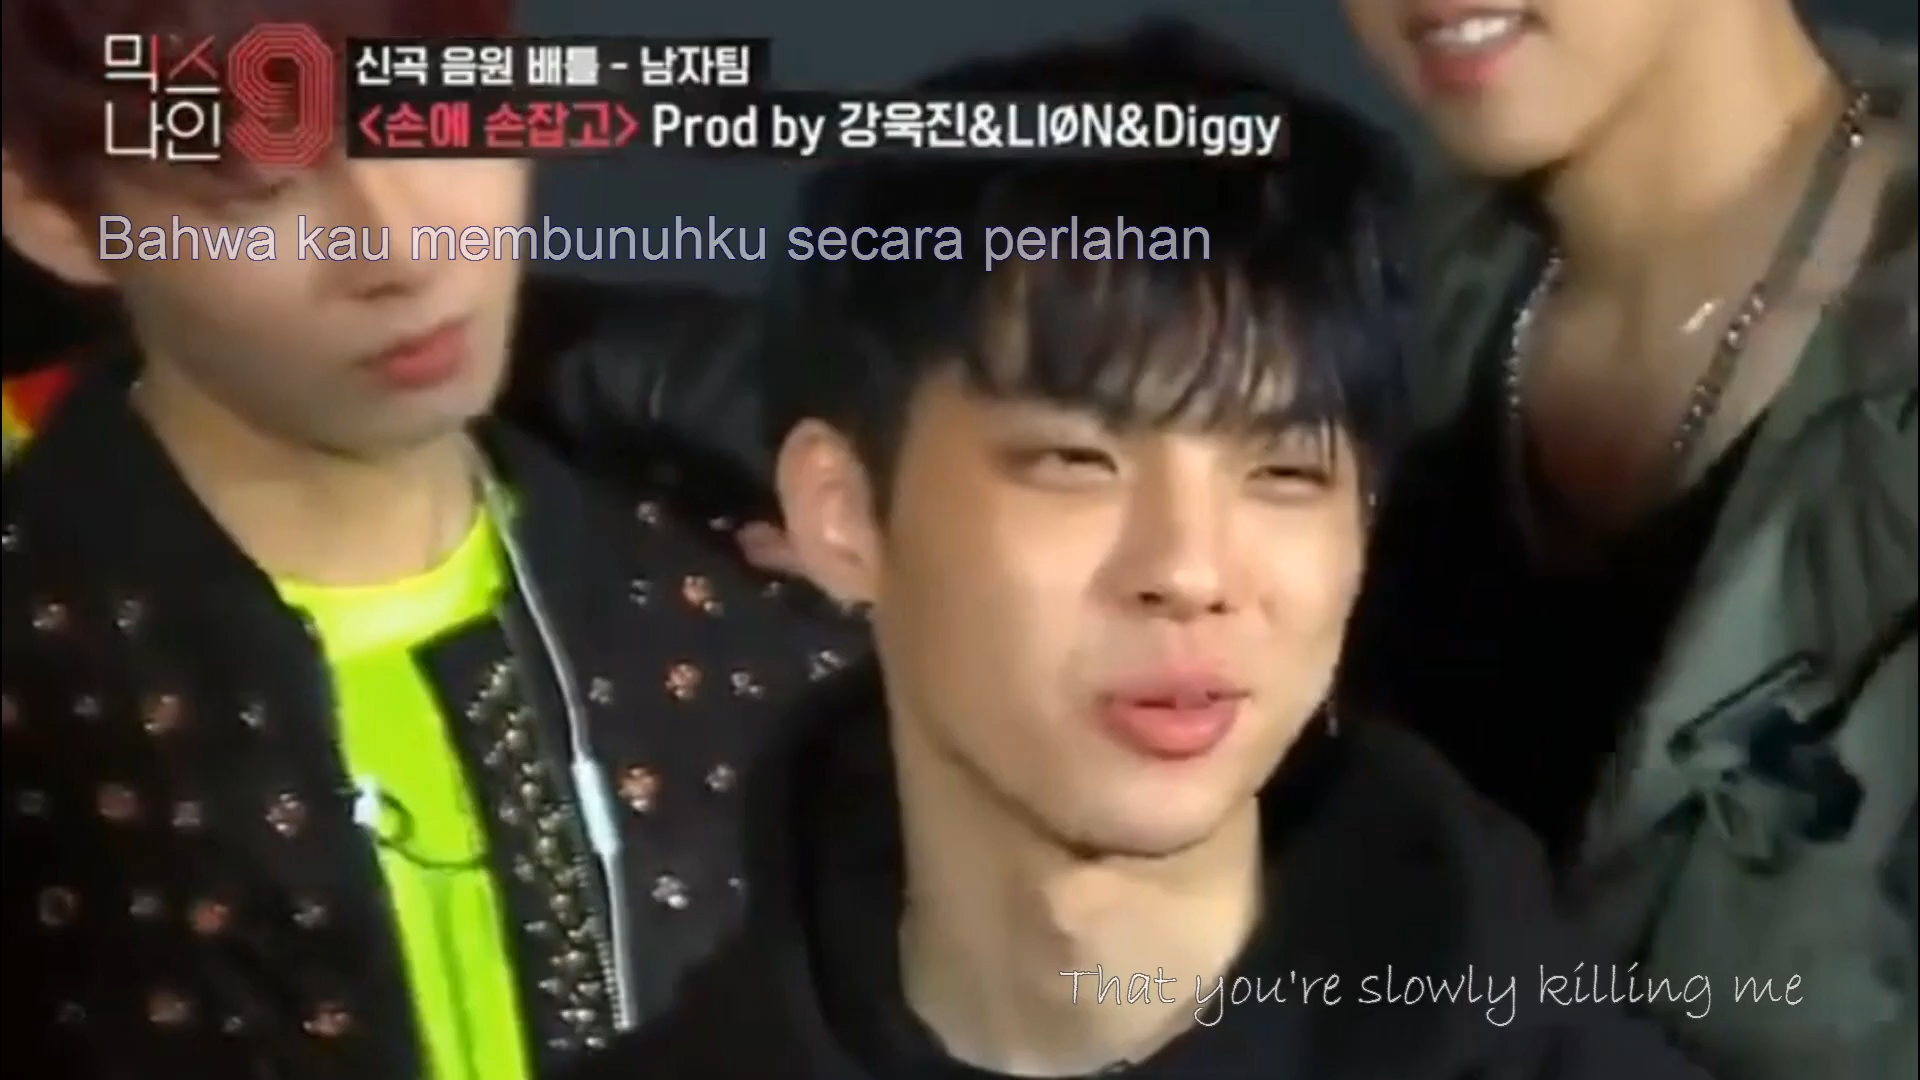 믹스
나인 9
신곡 음원 배틀 - 남자팀
<손에 손잡고> Prod by 강욱진&LIØN&Diggy
Bahwa kau membunuhku secara perlahan
That you're slowly killing me